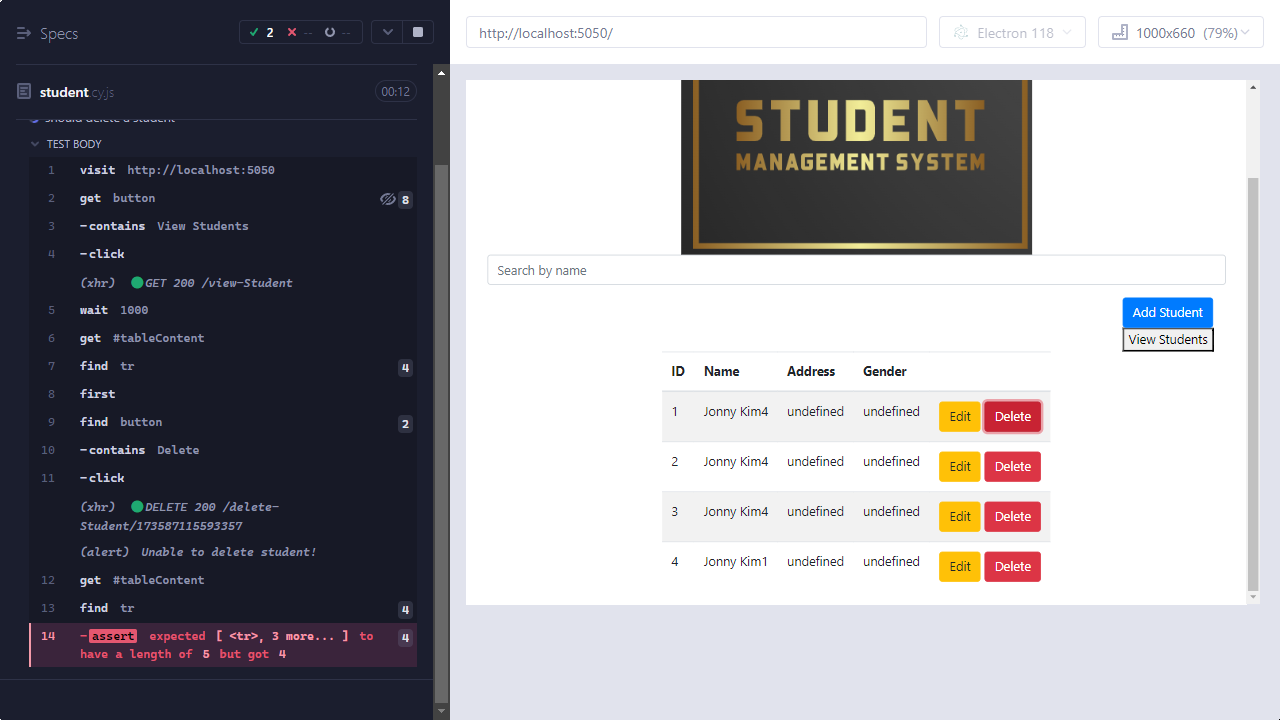 Specs
2
--
--
student.cy.js
00:12
should delete a student
TEST BODY
1 visit http://localhost:5050
2 get button 8
3 -contains View Students
4 -click
(xhr) GET 200 /view-Student
5 wait 1000
6 get #tableContent
7 find tr 4
8 first
9 find button 2
10 -contains Delete
11 -click
(xhr) DELETE 200 /delete-
Student/173587115593357
(alert) Unable to delete student!
12 get #tableContent
13 find tr 4
14 -assert expected [ <tr>, 3 more... ] to 4
have a length of 5 but got 4
http://localhost:5050/
Electron 118
1000x660 (79%)
STUDENT
MANAGEMENT SYSTEM
Search by name
Add Student
View Students
ID Name Address Gender
1 Jonny Kim4 undefined undefined Edit Delete
2 Jonny Kim4 undefined undefined Edit Delete
3 Jonny Kim4 undefined undefined Edit Delete
4 Jonny Kim1 undefined undefined Edit Delete